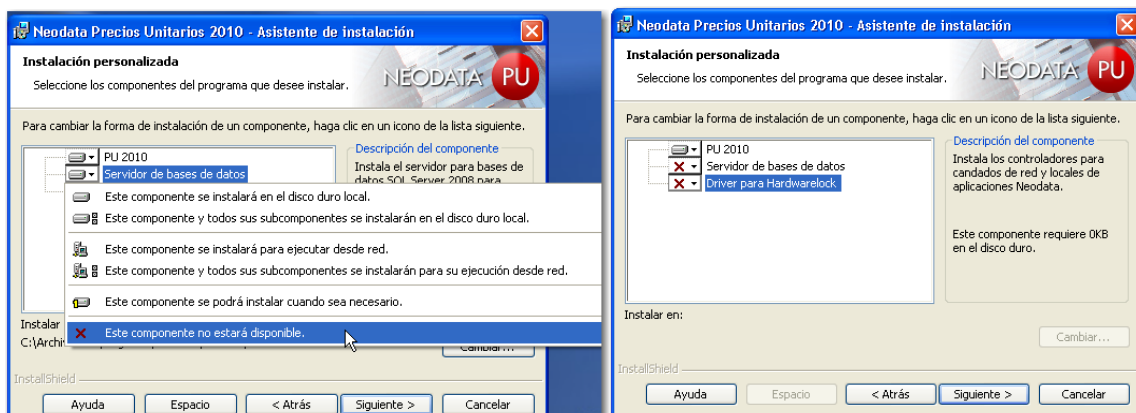 Neodata Precios Unitarios 2010 - Asistente de instalación
Instalación personalizada
Seleccione los componentes del programa que desee instalar.
NEODATA PU
Para cambiar la forma de instalación de un componente, haga clic en un icono de la lista siguiente.
PU 2010
Servidor de bases de datos
Descripción del componente
Instala el servidor para bases de
datos SQL Server 2008 para
Este componente se instalará en el disco duro local.
Este componente y todos sus subcomponentes se instalarán en el disco duro local.
Este componente se instalará para ejecutar desde red.
Este componente y todos sus subcomponentes se instalarán para su ejecución desde red.
Este componente se podrá instalar cuando sea necesario.
Este componente no estará disponible.
Instalar
C:\Archi
Cambiar...
InstallShield
Ayuda
Espacio
< Atrás
Siguiente >
Cancelar
Neodata Precios Unitarios 2010 - Asistente de instalación
Instalación personalizada
Seleccione los componentes del programa que desee instalar.
NEODATA PU
Para cambiar la forma de instalación de un componente, haga clic en un icono de la lista siguiente.
PU 2010
Servidor de bases de datos
Driver para Hardwarelock
Descripción del componente
Instala los controladores para
candados de red y locales de
aplicaciones Neodata.
Este componente requiere 0KB
en el disco duro.
Instalar en:
Cambiar...
InstallShield
Ayuda
Espacio
< Atrás
Siguiente >
Cancelar